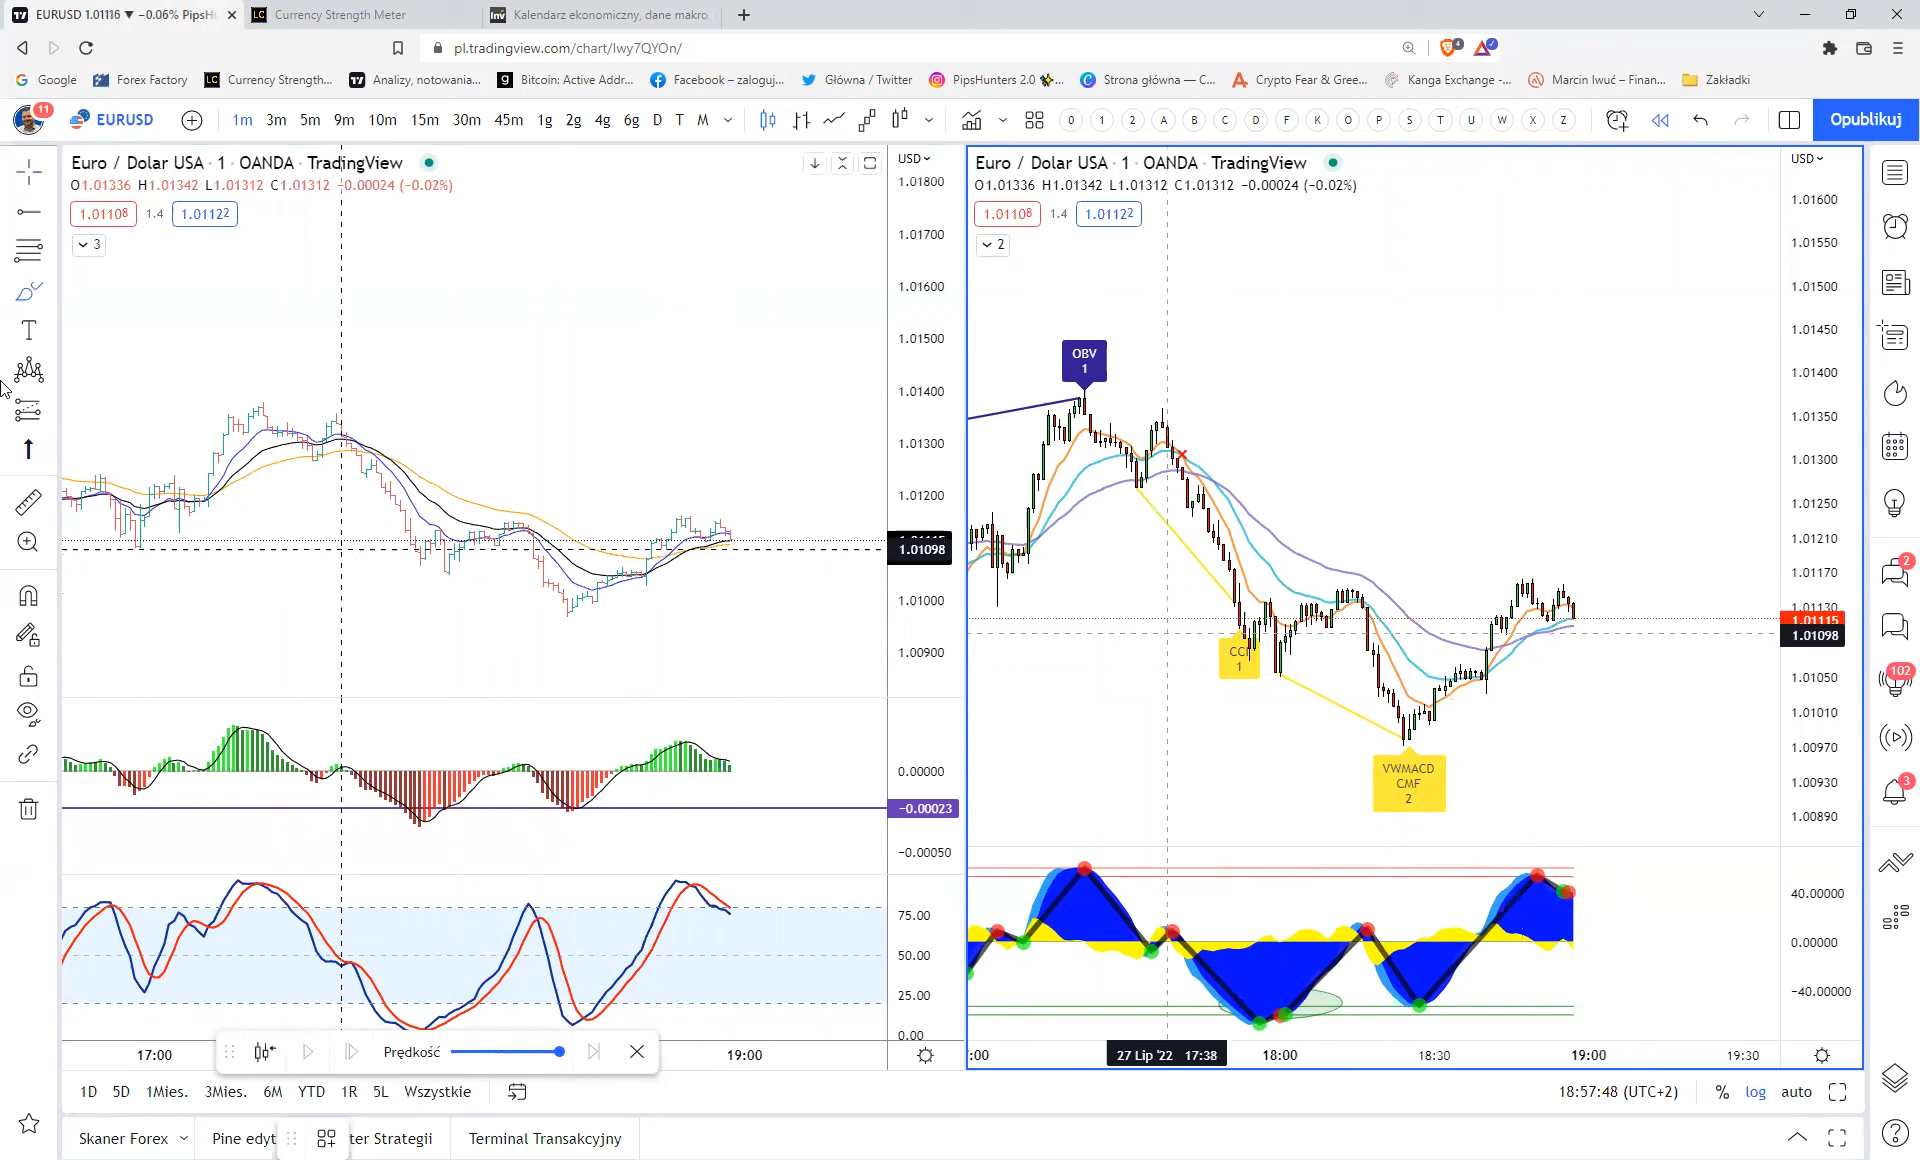 EURUSD 1.01116 ▼ −0.06% PipsH
Currency Strength Meter
Kalendarz ekonomiczny, dane makro
pl.tradingview.com/chart/Iwy7QYOn/
4
Google
Forex Factory
LC
Currency Strength...
Analizy, notowania...
Bitcoin: Active Addr...
Facebook – zaloguj...
Główna / Twitter
PipsHunters 2.0
Strona główna — C...
Crypto Fear & Gree...
Kanga Exchange -...
Marcin Iwuć – Finan...
Zakładki
11
EURUSD
1m 3m 5m 9m 10m 15m 30m 45m 1g 2g 4g 6g D T M
0 1 2 A B C D F K O P S T U W X Z
Opublikuj
Euro / Dolar USA · 1 · OANDA · TradingView
O1.01336 H1.01342 L1.01312 C1.01312 −0.00024 (−0.02%)
1.01108 1.4 1.01122
3
USD
1.01800
1.01700
1.01600
1.01500
1.01400
1.01300
1.01200
1.01098
1.01000
1.00900
0.00000
−0.00023
−0.00050
75.00
50.00
25.00
0.00
17:00
19:00
Prędkość
Euro / Dolar USA · 1 · OANDA · TradingView
O1.01336 H1.01342 L1.01312 C1.01312 −0.00024 (−0.02%)
1.01108 1.4 1.01122
2
USD
OBV
1
CCI
1
VWMACD
CMF
2
1.01600
1.01550
1.01500
1.01450
1.01400
1.01350
1.01300
1.01250
1.01210
1.01170
1.01130
1.01115
1.01098
1.01050
1.01010
1.00970
1.00930
1.00890
40.00000
0.00000
−40.00000
:00
27 Lip '22 17:38
18:00
18:30
19:00
19:30
2
102
3
1D 5D 1Mies. 3Mies. 6M YTD 1R 5L Wszystkie
18:57:48 (UTC+2)
% log auto
Skaner Forex
Pine edyt
ter Strategii
Terminal Transakcyjny